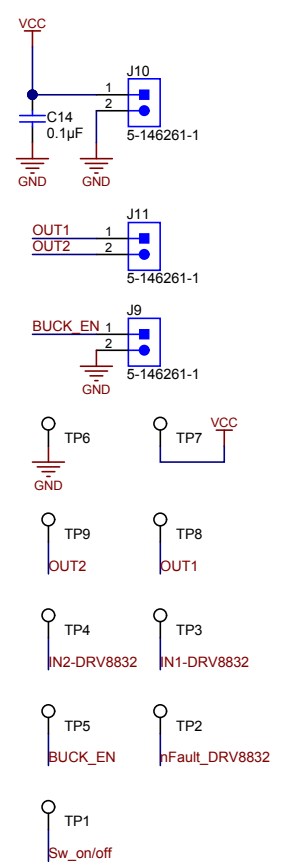 VCC
J10
1
2
C14
0.1µF
5-146261-1
GND
GND
J11
OUT1
1
OUT2
2
5-146261-1
J9
BUCK_EN
1
2
5-146261-1
GND
TP6
GND
VCC
TP7
TP9
OUT2
TP8
OUT1
TP4
IN2-DRV8832
TP3
IN1-DRV8832
TP5
BUCK_EN
TP2
nFault_DRV8832
TP1
Sw_on/off